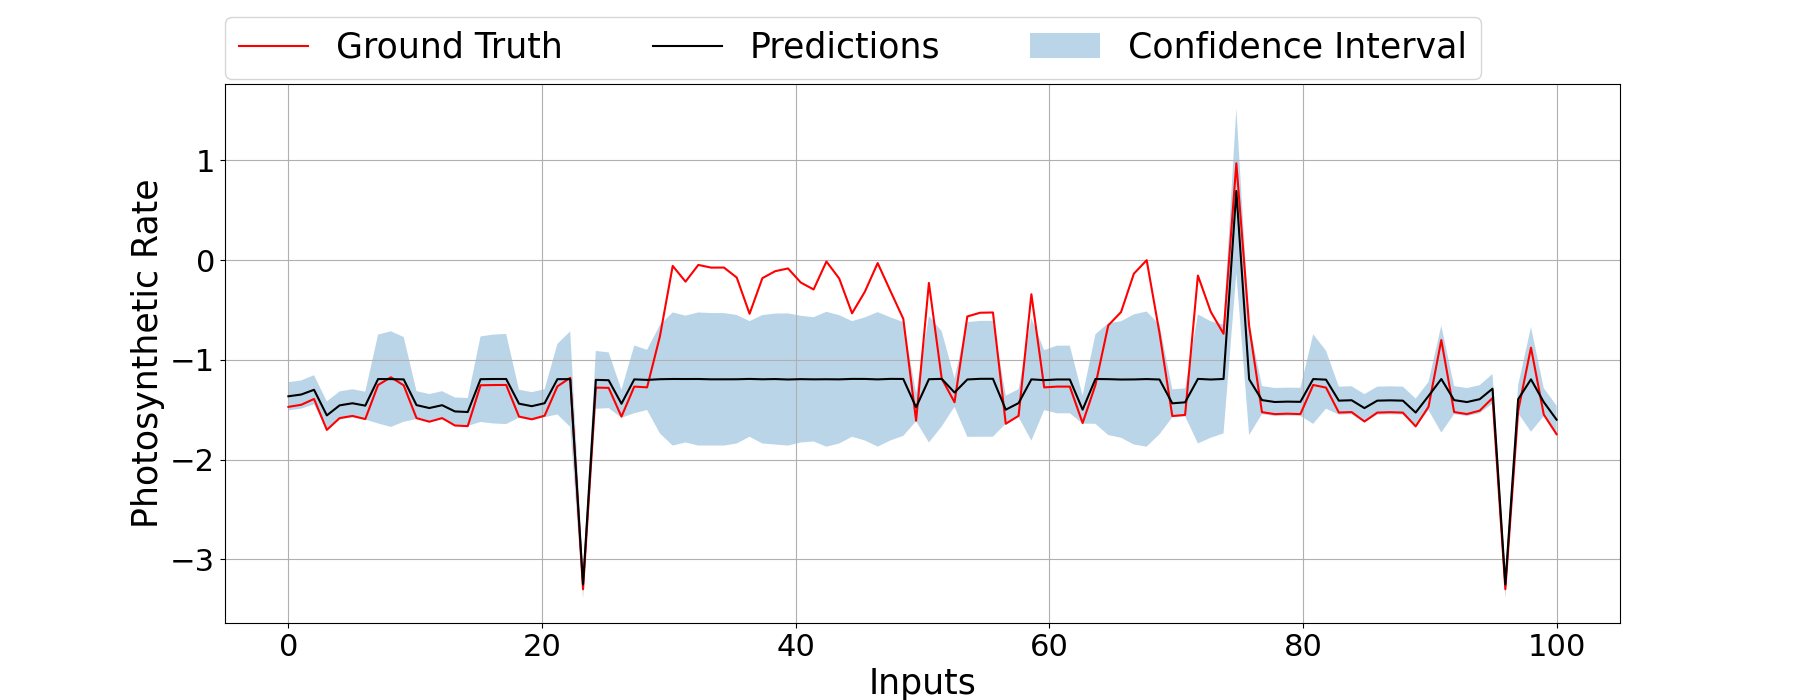 Ground Truth Predictions Confidence Interval
Photosynthetic Rate
1
0
−1
−2
−3
0 20 40 60 80 100
Inputs